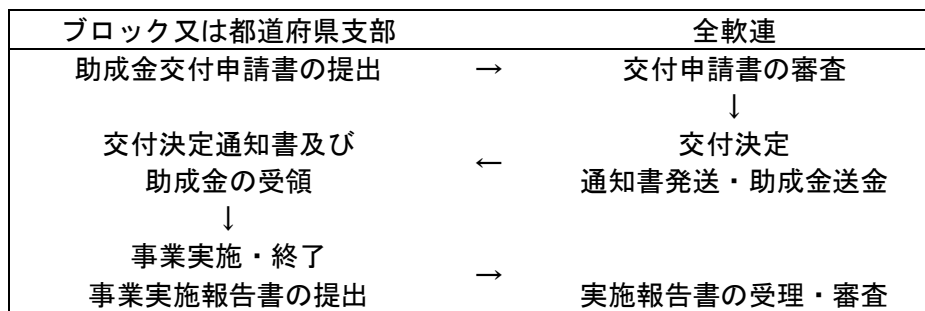 ブロック又は都道府県支部 全軟連
助成金交付申請書の提出 → 交付申請書の審査
↓
交付決定通知書及び ← 交付決定
助成金の受領 通知書発送・助成金送金
↓
事業実施・終了 →
事業実施報告書の提出 実施報告書の受理・審査